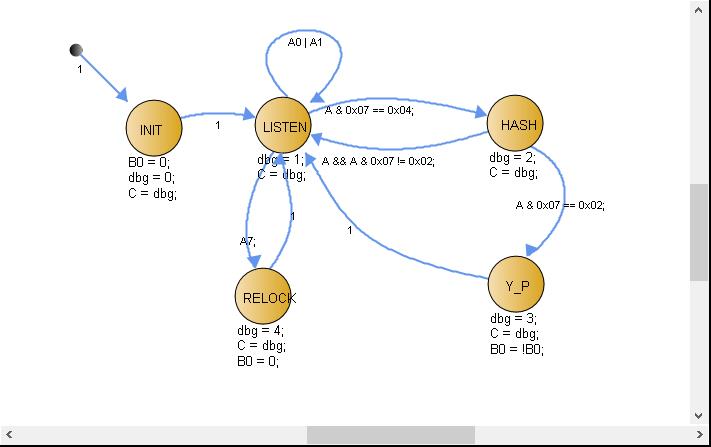 A0 | A1
1
INIT
B0 = 0;
dbg = 0;
C = dbg;
1
LISTEN
dbg = 1;
C = dbg;
A & 0x07 == 0x04;
A && A & 0x07 != 0x02;
HASH
dbg = 2;
C = dbg;
A & 0x07 == 0x02;
1
1
A7;
RELOCK
dbg = 4;
C = dbg;
B0 = 0;
Y_P
dbg = 3;
C = dbg;
B0 = !B0;